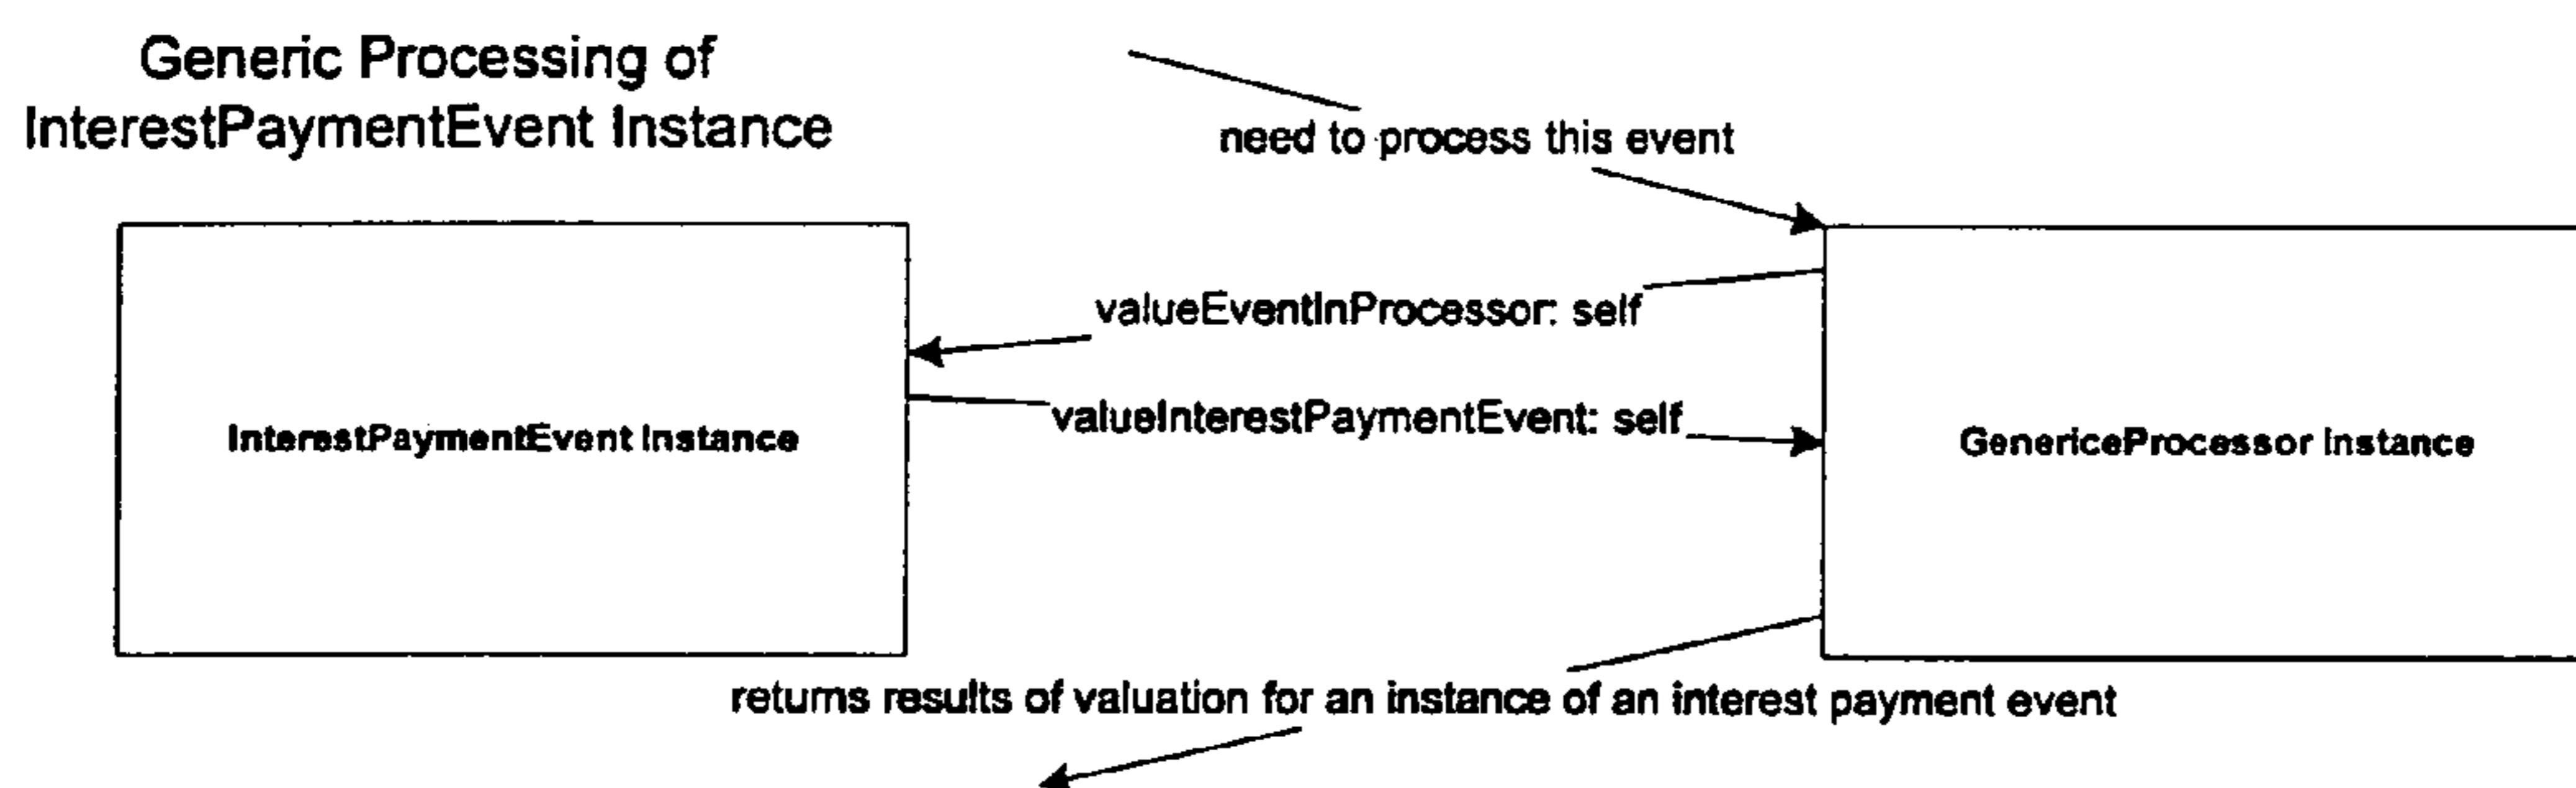 Generic Processing of
InterestPaymentEvent Instance
need to process this event
valueEventInProcessor: self
valueInterestPaymentEvent: self
InterestPaymentEvent Instance
GenericeProcessor Instance
returns results of valuation for an instance of an interest payment event